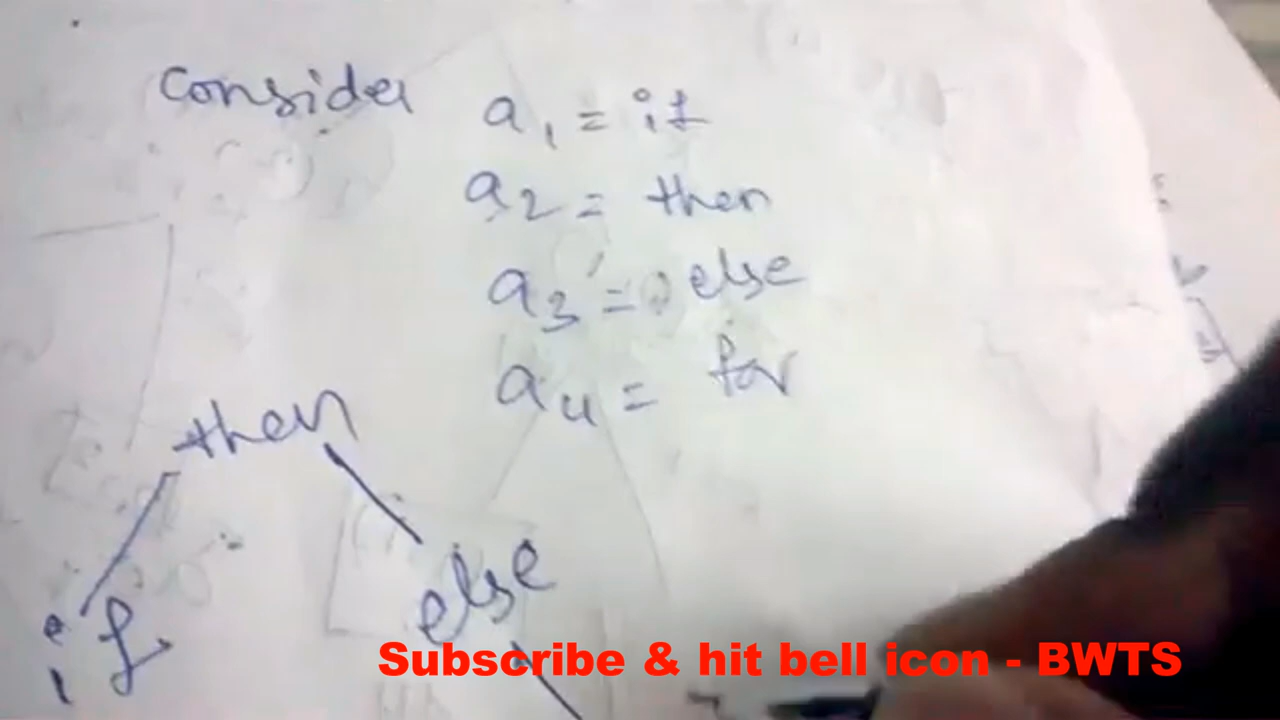 Consider a1 = if
a2 = then
a3 = else
a4 = for
then
if else
Subscribe & hit bell icon - BWTS